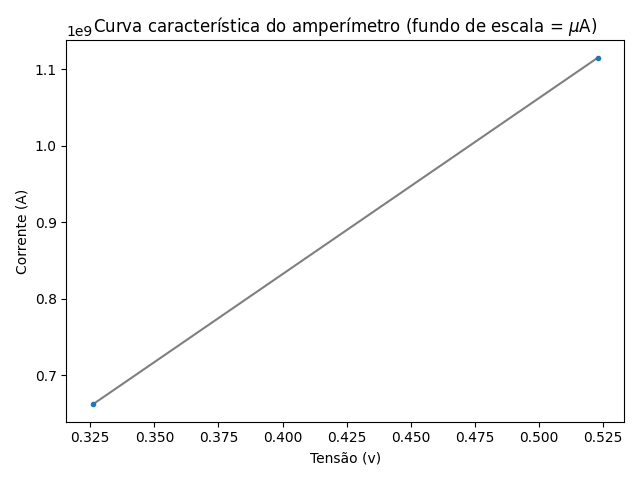 Curva característica do amperímetro (fundo de escala = μA)
1e9
1.1
1.0
0.9
0.8
0.7
Corrente (A)
0.325 0.350 0.375 0.400 0.425 0.450 0.475 0.500 0.525
Tensão (v)